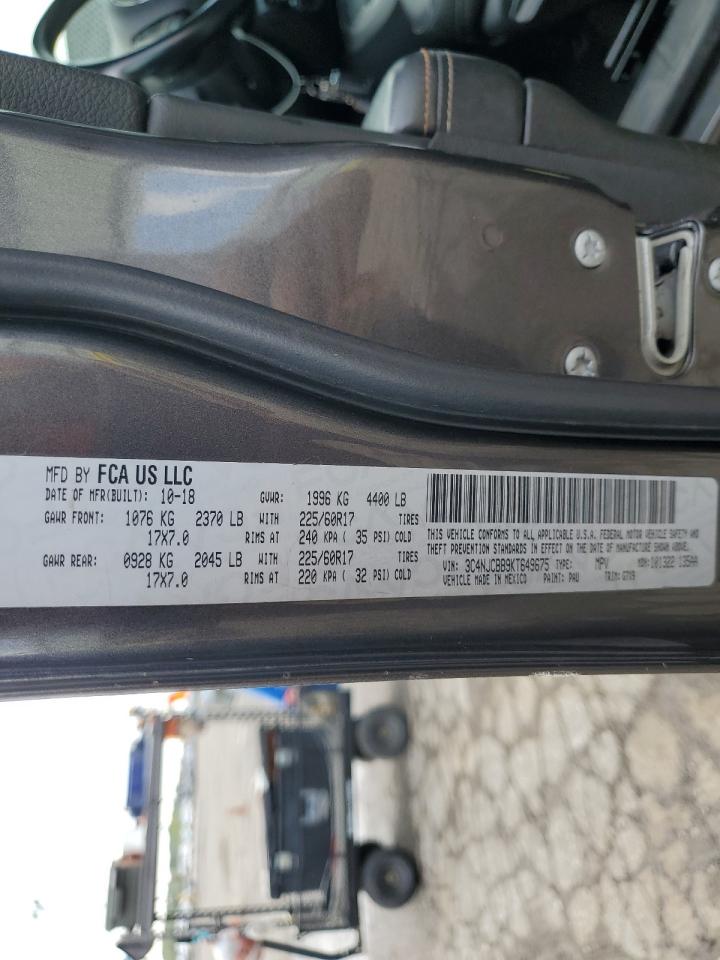 MFD BY FCA US LLC
DATE OF MFR(BUILT): 10-18 GVWR: 1996 KG 4400 LB
GAWR FRONT: 1076 KG 2370 LB WITH 225/60R17 TIRES
17X7.0 RIMS AT 240 KPA ( 35 PSI) COLD
GAWR REAR: 0928 KG 2045 LB WITH 225/60R17 TIRES
17X7.0 RIMS AT 220 KPA ( 32 PSI) COLD
THIS VEHICLE CONFORMS TO ALL APPLICABLE U.S.A. FEDERAL MOTOR VEHICLE SAFETY AND
THEFT PREVENTION STANDARDS IN EFFECT ON THE DATE OF MANUFACTURE SHOWN ABOVE.
VIN: 3C4NJCBB9KT649675 TYPE: MPV MDH: 101322 135AA
VEHICLE MADE IN MEXICO PAINT: PAU TRIM: